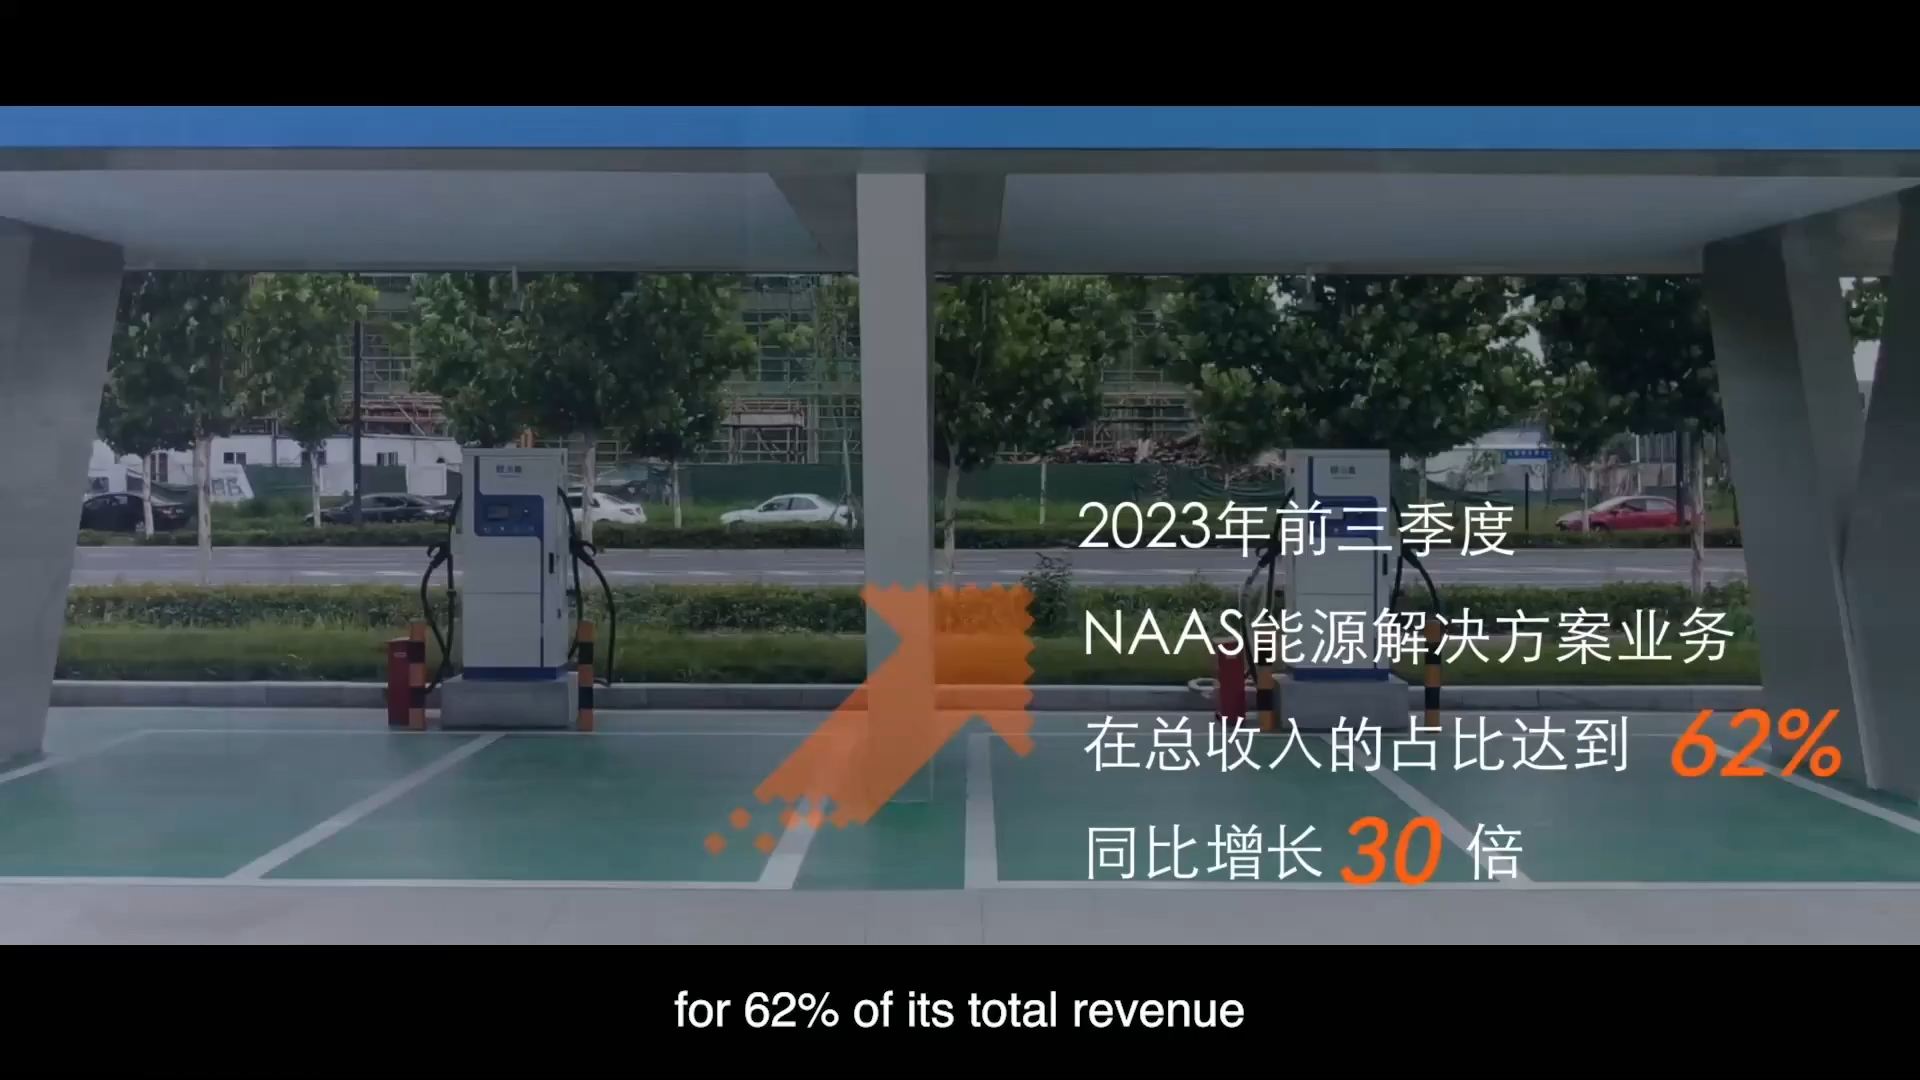 2023年前三季度
NAAS能源解决方案业务
在总收入的占比达到 62%
同比增长 30 倍
for 62% of its total revenue